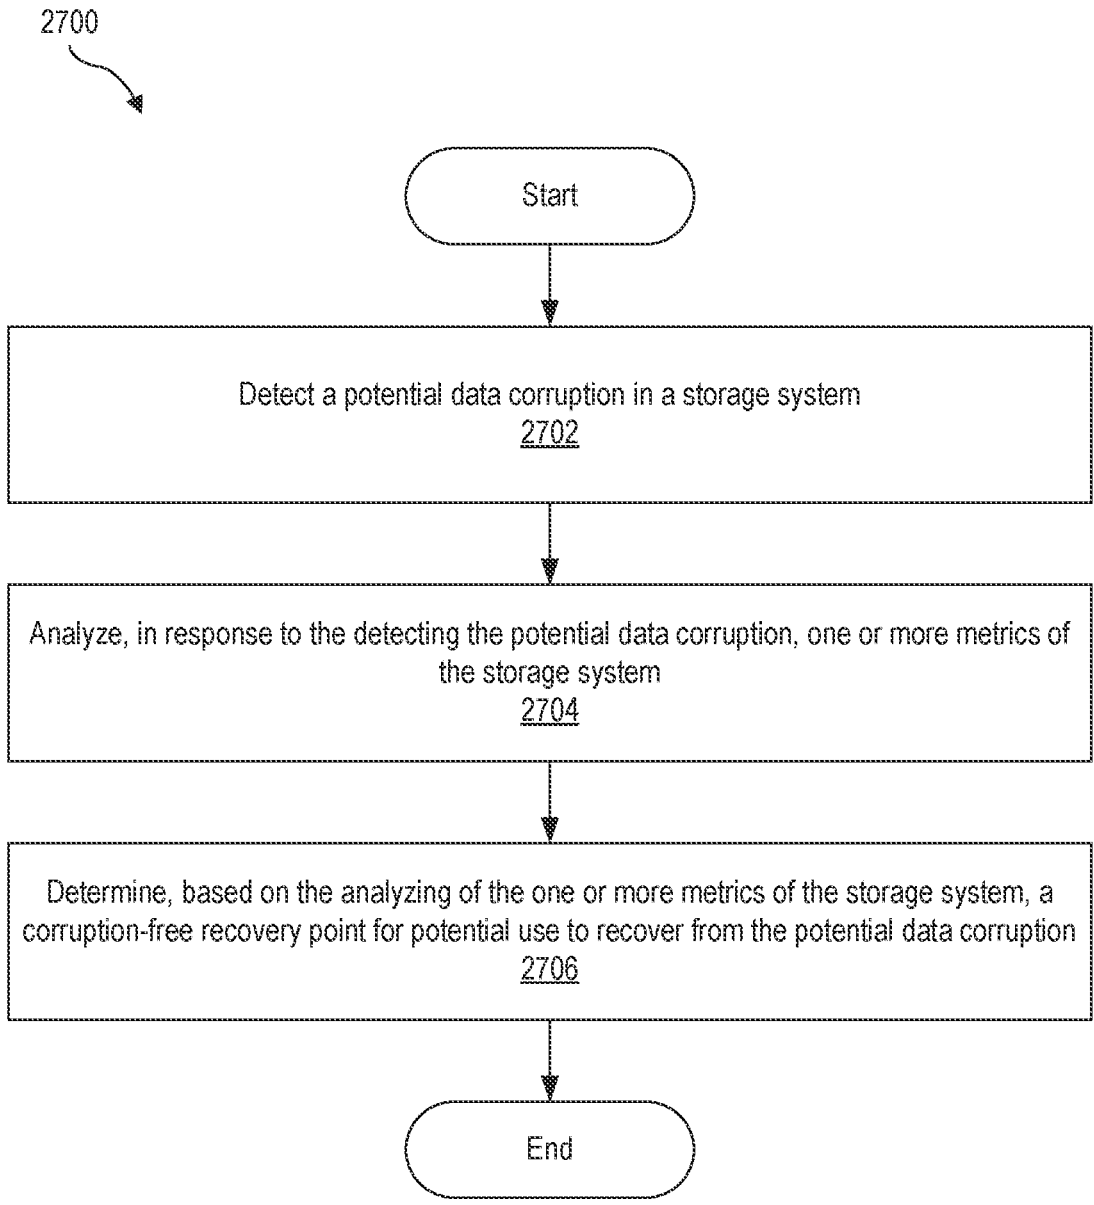 2700
Start
Detect a potential data corruption in a storage system
2702
Analyze, in response to the detecting the potential data corruption, one or more metrics of
the storage system
2704
Determine, based on the analyzing of the one or more metrics of the storage system, a
corruption-free recovery point for potential use to recover from the potential data corruption
2706
End